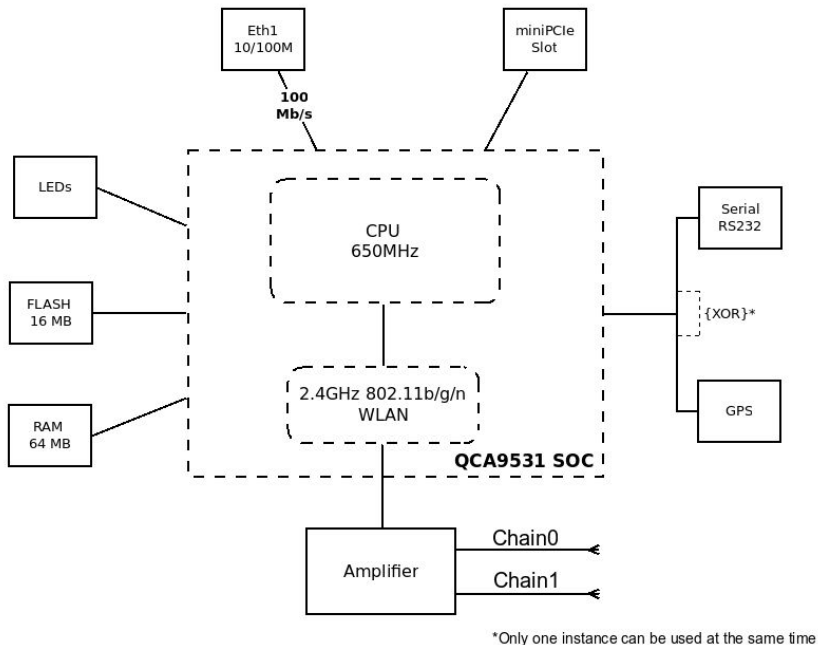 Eth1
10/100M
miniPCIe
Slot
100
Mb/s
LEDs
CPU
650MHz
Serial
RS232
FLASH
16 MB
{XOR}*
2.4GHz 802.11b/g/n
WLAN
RAM
64 MB
GPS
QCA9531 SOC
Amplifier
Chain0
Chain1
*Only one instance can be used at the same time